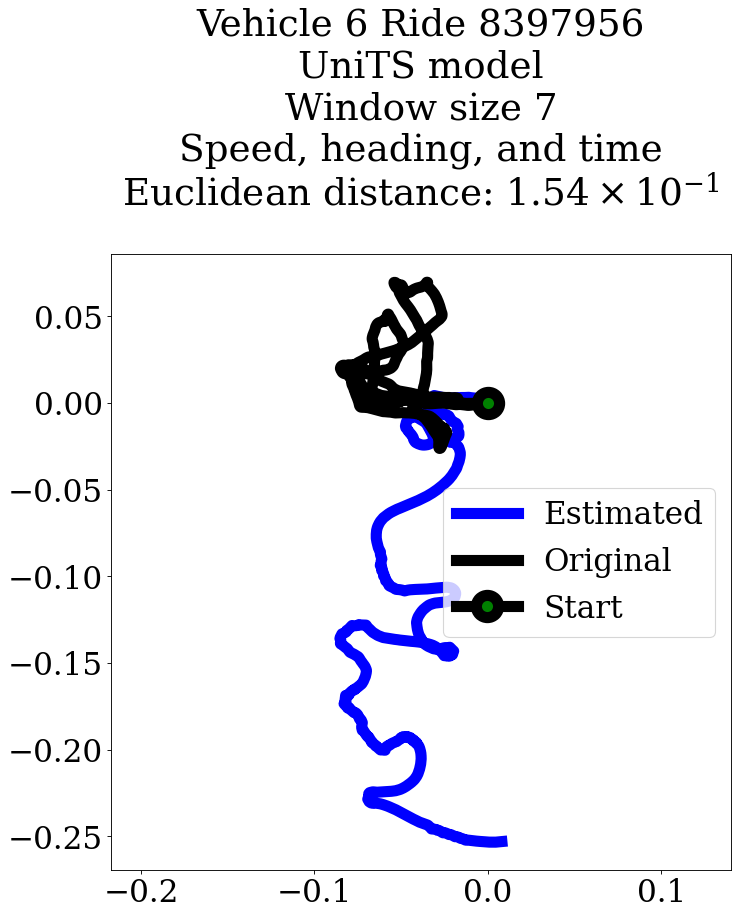 Vehicle 6 Ride 8397956
UniTS model
Window size 7
Speed, heading, and time
Euclidean distance: $1.54 \times 10^{-1}$
0.05
0.00
−0.05
−0.10
−0.15
−0.20
−0.25
Estimated
Original
Start
−0.2 −0.1 0.0 0.1